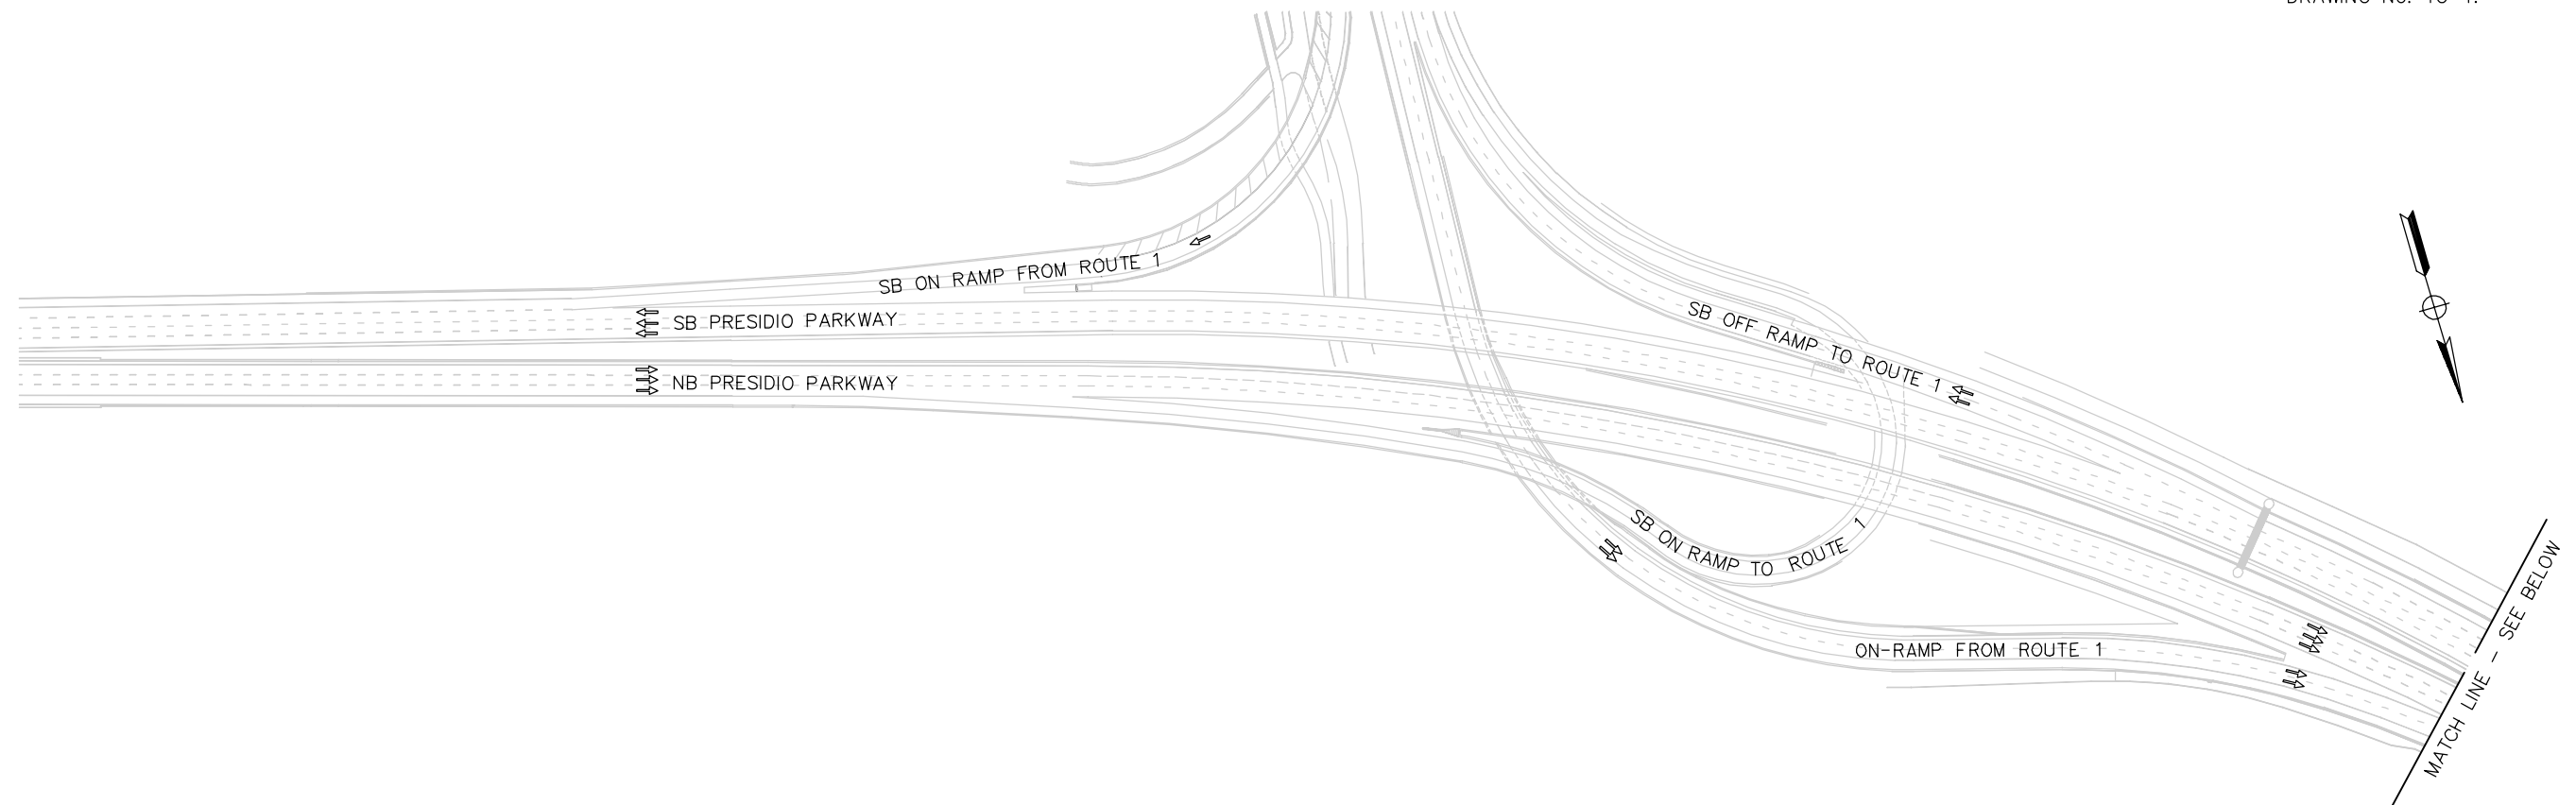 SB ON RAMP FROM ROUTE 1
SB PRESIDIO PARKWAY
NB PRESIDIO PARKWAY
SB OFF RAMP TO ROUTE 1
SB ON RAMP TO ROUTE 1
ON-RAMP FROM ROUTE 1
MATCH LINE - SEE BELOW